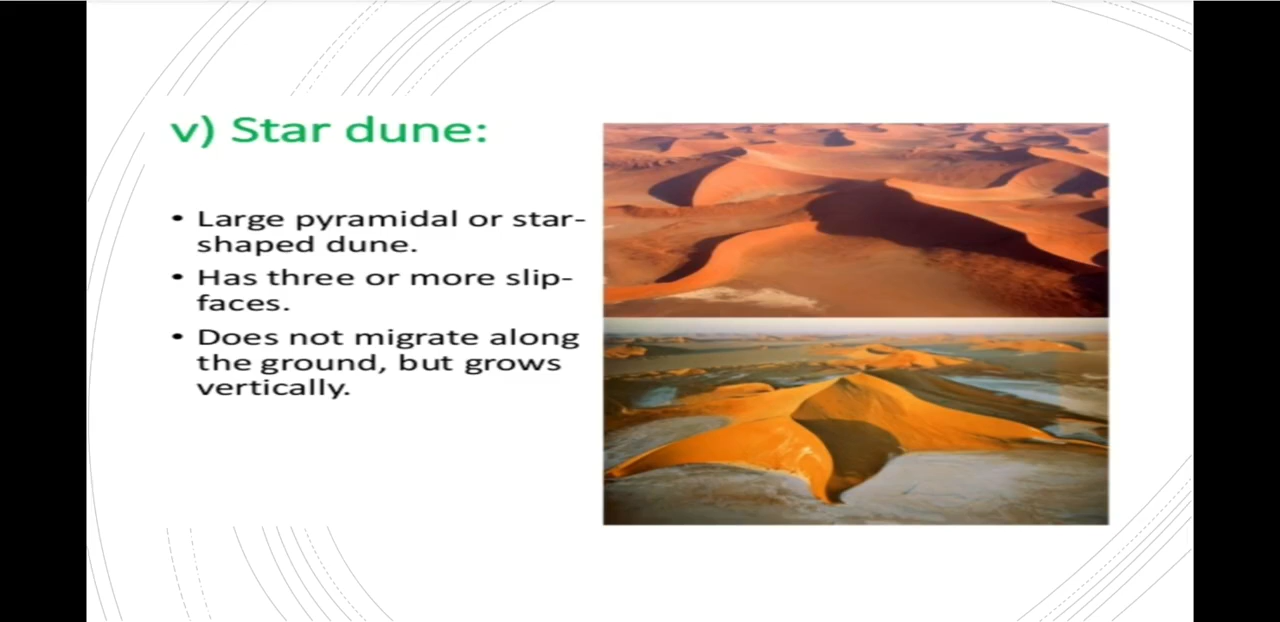 v) Star dune:
• Large pyramidal or star-
shaped dune.
• Has three or more slip-
faces.
• Does not migrate along
the ground, but grows
vertically.